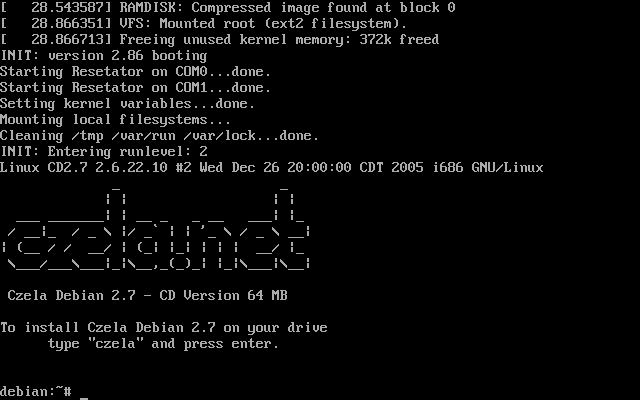 [   28.543587] RAMDISK: Compressed image found at block 0
[   28.866351] VFS: Mounted root (ext2 filesystem).
[   28.866713] Freeing unused kernel memory: 372k freed
INIT: version 2.86 booting
Starting Resetator on COM0...done.
Starting Resetator on COM1...done.
Setting kernel variables...done.
Mounting local filesystems...
Cleaning /tmp /var/run /var/lock...done.
INIT: Entering runlevel: 2
Linux CD2.7 2.6.22.10 #2 Wed Dec 26 20:00:00 CDT 2005 i686 GNU/Linux
czela.net
Czela Debian 2.7 - CD Version 64 MB
To install Czela Debian 2.7 on your drive
type "czela" and press enter.
debian:~# _